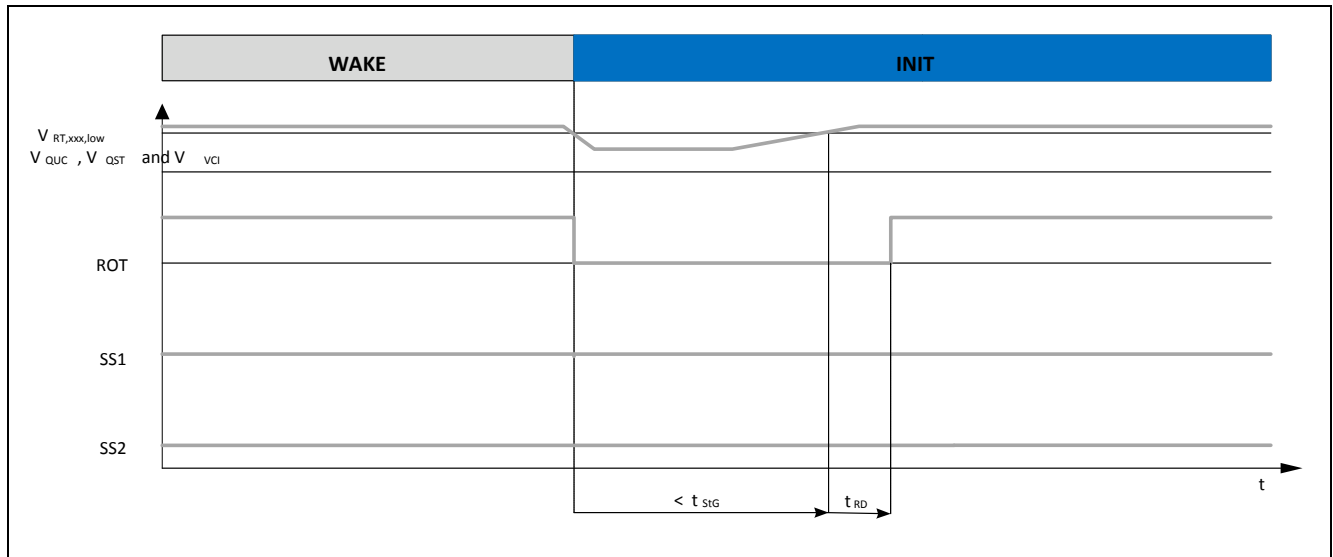 WAKE INIT
V RT,xxx,low
V QUC , V QST and V VCI
ROT
SS1
SS2
t
< t StG t RD